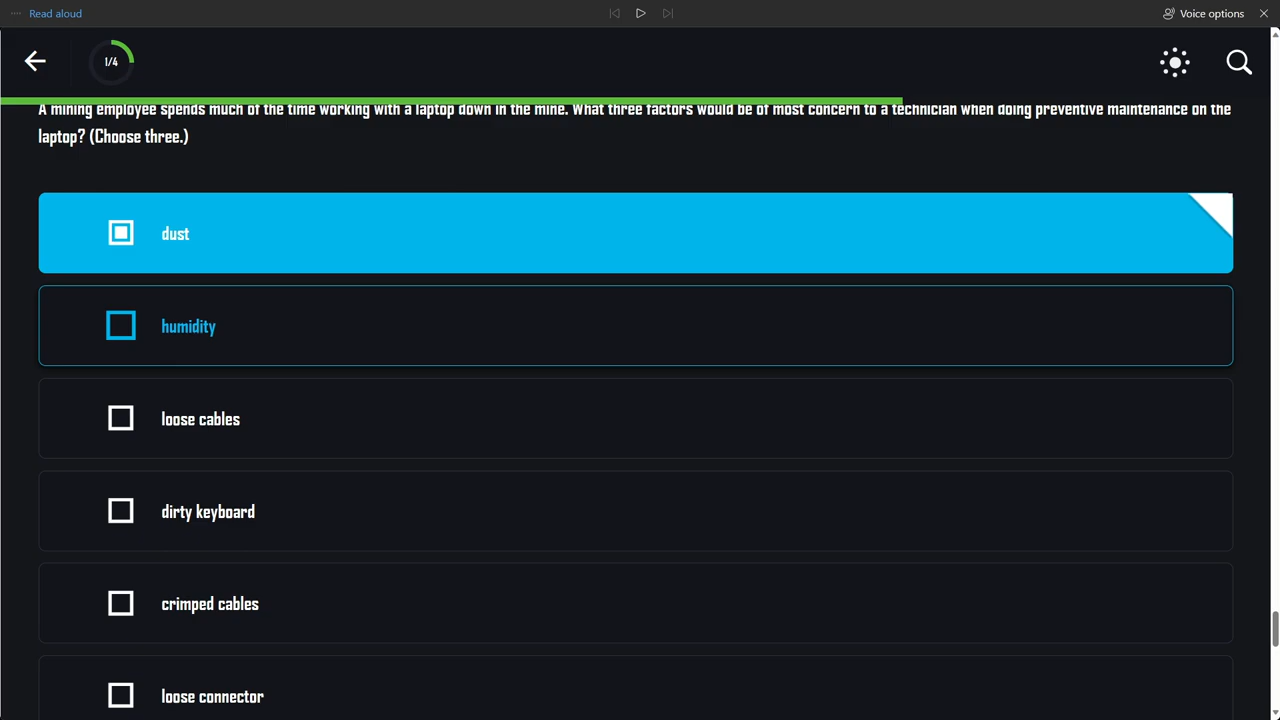 Read aloud
Voice options
1/4
A mining employee spends much of the time working with a laptop down in the mine. What three factors would be of most concern to a technician when doing preventive maintenance on the
laptop? (Choose three.)
dust
humidity
loose cables
dirty keyboard
crimped cables
loose connector